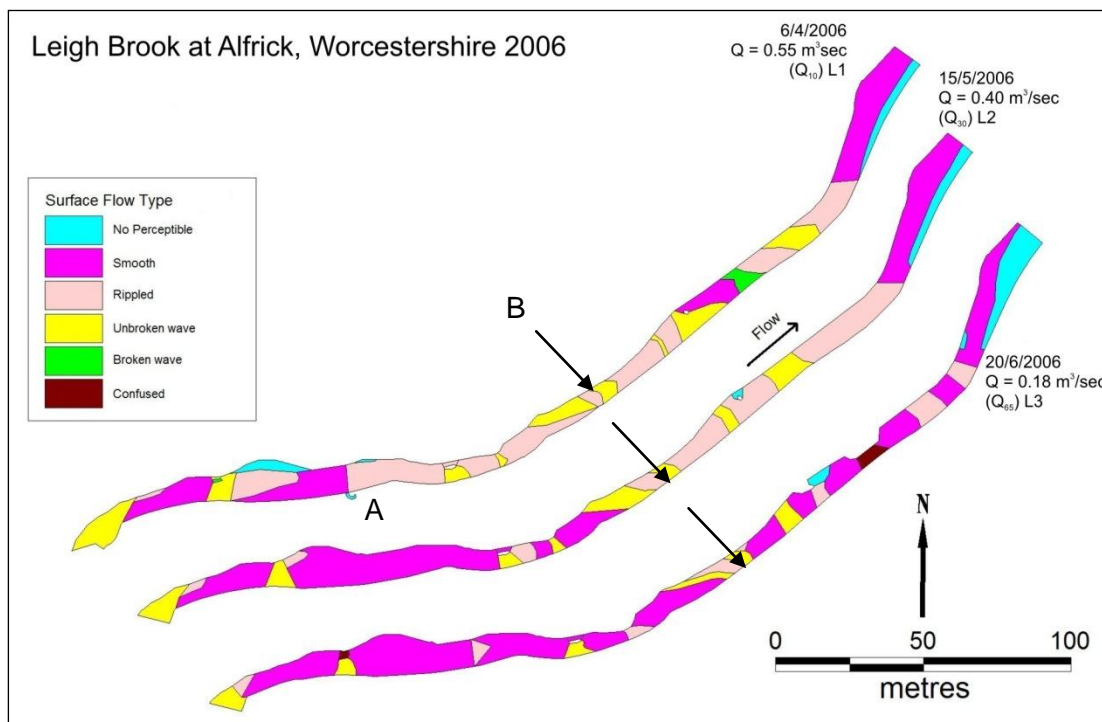 Leigh Brook at Alfrick, Worcestershire 2006
6/4/2006
Q = 0.55 m³sec
(Q₁₀) L1
15/5/2006
Q = 0.40 m³/sec
(Q₃₀) L2
Surface Flow Type
No Perceptible
Smooth
Rippled
Unbroken wave
Broken wave
Confused
B
Flow
20/6/2006
Q = 0.18 m³/sec
(Q₆₅) L3
A
N
0 50 100
metres